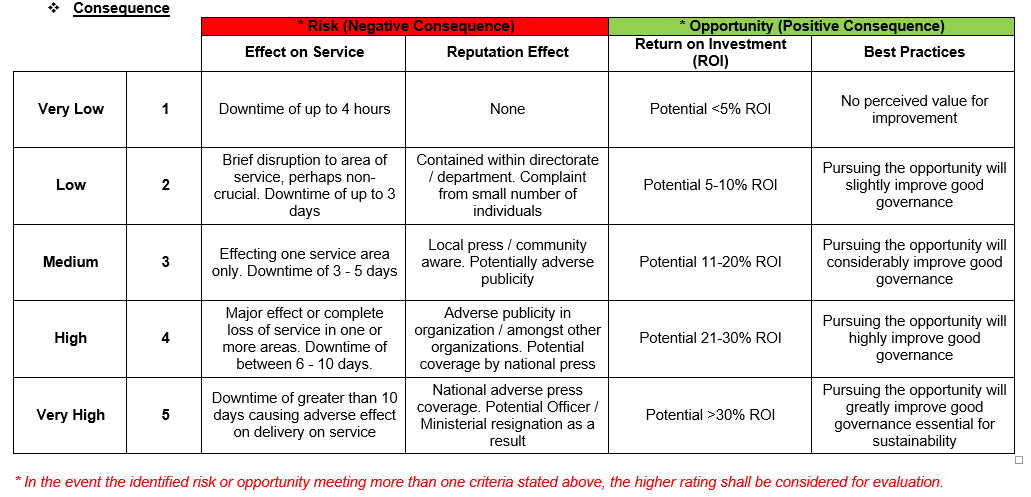 ❖ Consequence
* Risk (Negative Consequence)
* Opportunity (Positive Consequence)
Effect on Service
Reputation Effect
Return on Investment
(ROI)
Best Practices
Very Low
1
Downtime of up to 4 hours
None
Potential <5% ROI
No perceived value for
improvement
Low
2
Brief disruption to area of
service, perhaps non-
crucial. Downtime of up to 3
days
Contained within directorate
/ department. Complaint
from small number of
individuals
Potential 5-10% ROI
Pursuing the opportunity will
slightly improve good
governance
Medium
3
Effecting one service area
only. Downtime of 3 - 5 days
Local press / community
aware. Potentially adverse
publicity
Potential 11-20% ROI
Pursuing the opportunity will
considerably improve good
governance
High
4
Major effect or complete
loss of service in one or
more areas. Downtime of
between 6 - 10 days.
Adverse publicity in
organization / amongst other
organizations. Potential
coverage by national press
Potential 21-30% ROI
Pursuing the opportunity will
highly improve good
governance
Very High
5
Downtime of greater than 10
days causing adverse effect
on delivery on service
National adverse press
coverage. Potential Officer /
Ministerial resignation as a
result
Potential >30% ROI
Pursuing the opportunity will
greatly improve good
governance essential for
sustainability
* In the event the identified risk or opportunity meeting more than one criteria stated above, the higher rating shall be considered for evaluation.